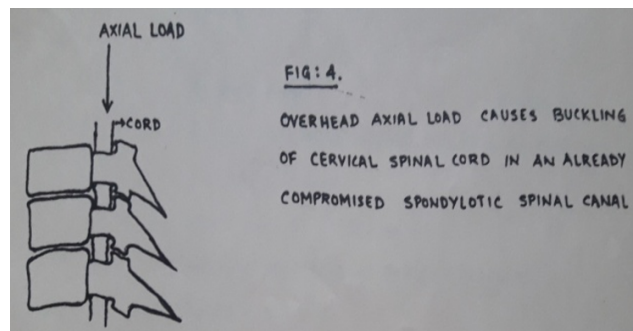 AXIAL LOAD
→CORD
FIG:4.
OVERHEAD AXIAL LOAD CAUSES BUCKLING
OF CERVICAL SPINAL CORD IN AN ALREADY
COMPROMISED SPONDYLOTIC SPINAL CANAL